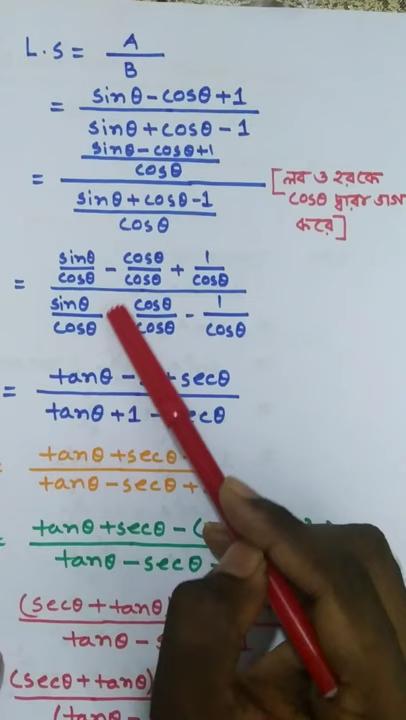 L.S = A/B
= (sinθ - cosθ + 1)/(sinθ + cosθ - 1)
= ((sinθ - cosθ + 1)/cosθ)/((sinθ + cosθ - 1)/cosθ) [লব ও হরকে
cosθ দ্বারা ভাগ
করে]
= (sinθ/cosθ - cosθ/cosθ + 1/cosθ)/(sinθ/cosθ cosθ/cosθ - 1/cosθ)
= (tanθ - + secθ)/(tanθ + 1 - secθ)
= (tanθ + secθ)/(tanθ - secθ +
= (tanθ + secθ - (/(tanθ - secθ
(secθ + tanθ)/(tanθ -
(secθ + tanθ)/(tanθ -